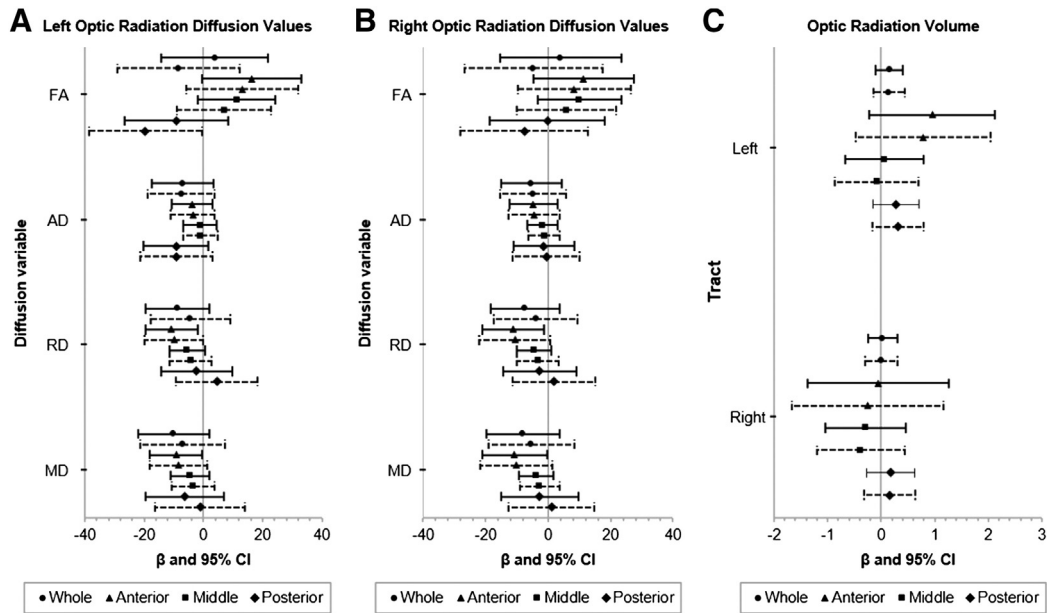 A Left Optic Radiation Diffusion Values
FA
AD
RD
MD
Diffusion variable
-40 -20 0 20 40
β and 95% CI
Whole Anterior Middle Posterior
B Right Optic Radiation Diffusion Values
FA
AD
RD
MD
Diffusion variable
-40 -20 0 20 40
β and 95% CI
Whole Anterior Middle Posterior
C Optic Radiation Volume
Left
Right
Tract
-2 -1 0 1 2 3
β and 95% CI
Whole Anterior Middle Posterior